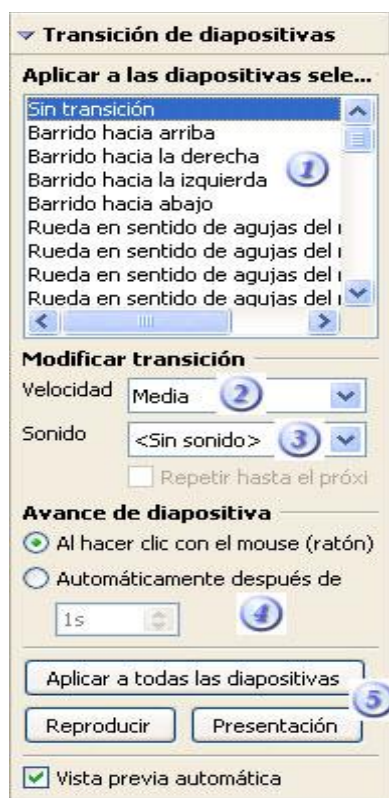 Transición de diapositivas
Aplicar a las diapositivas sele...
Sin transición
Barrido hacia arriba
Barrido hacia la derecha
Barrido hacia la izquierda
Barrido hacia abajo
Rueda en sentido de agujas del r
Rueda en sentido de agujas del r
Rueda en sentido de agujas del r
Rueda en sentido de agujas del r
1
Modificar transición
Velocidad Media 2
Sonido <Sin sonido> 3
Repetir hasta el próxi
Avance de diapositiva
Al hacer clic con el mouse (ratón)
Automáticamente después de
1s 4
Aplicar a todas las diapositivas 5
Reproducir Presentación
Vista previa automática